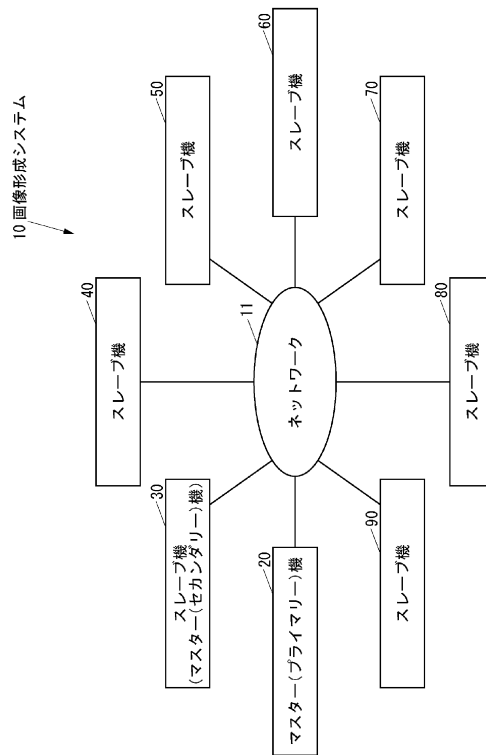 10 画像形成システム
40
スレーブ機
30
スレーブ機
(マスター(セカンダリー)機)
50
スレーブ機
11
ネットワーク
20
マスター(プライマリー)機
60
スレーブ機
90
スレーブ機
70
スレーブ機
80
スレーブ機